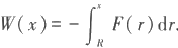 W(x) = − ∫_R^x F(r) dr.